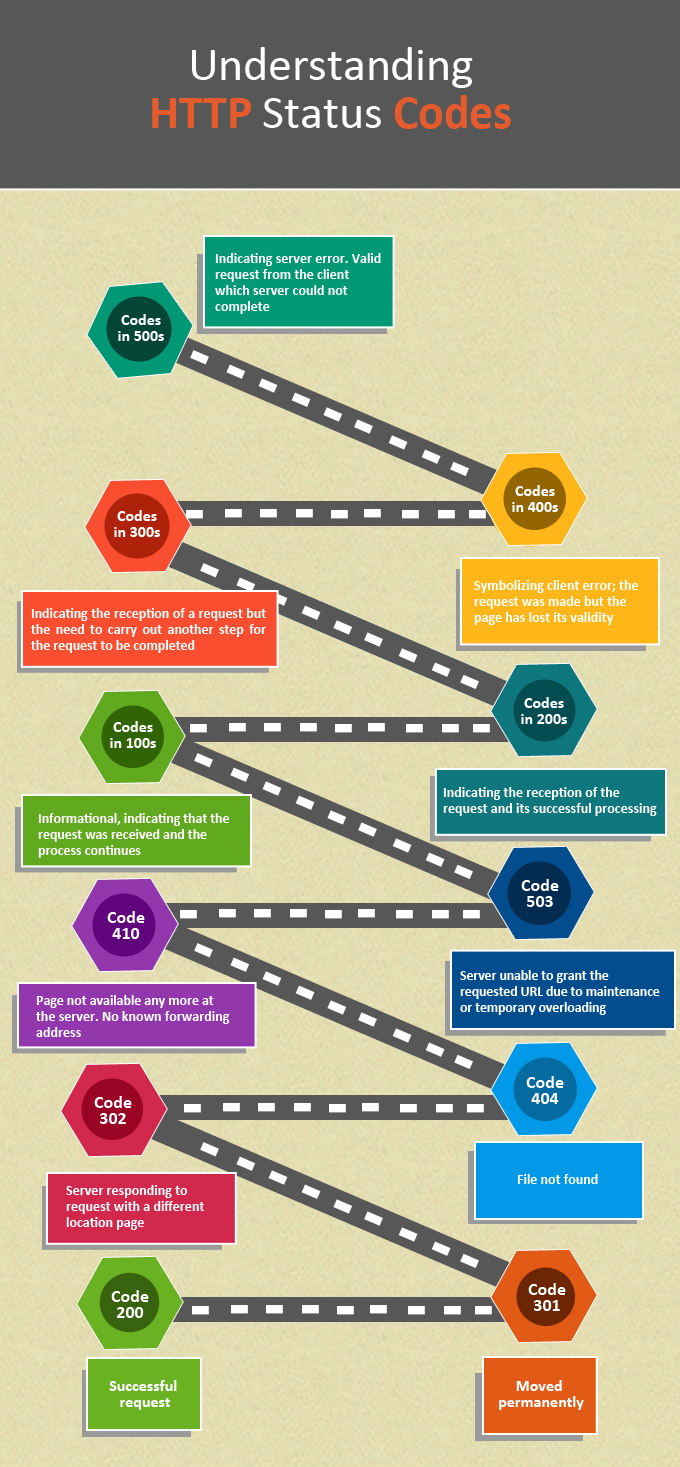 Understanding
HTTP Status Codes
Indicating server error. Valid
request from the client
which server could not
complete
Codes
in 500s
Codes
in 400s
Symbolizing client error; the
request was made but the
page has lost its validity
Codes
in 300s
Indicating the reception of a request but
the need to carry out another step for
the request to be completed
Codes
in 200s
Indicating the reception of the
request and its successful processing
Codes
in 100s
Informational, indicating that the
request was received and the
process continues
Code
503
Server unable to grant the
requested URL due to maintenance
or temporary overloading
Code
410
Page not available any more at
the server. No known forwarding
address
Code
404
File not found
Code
302
Server responding to
request with a different
location page
Code
301
Moved
permanently
Code
200
Successful
request